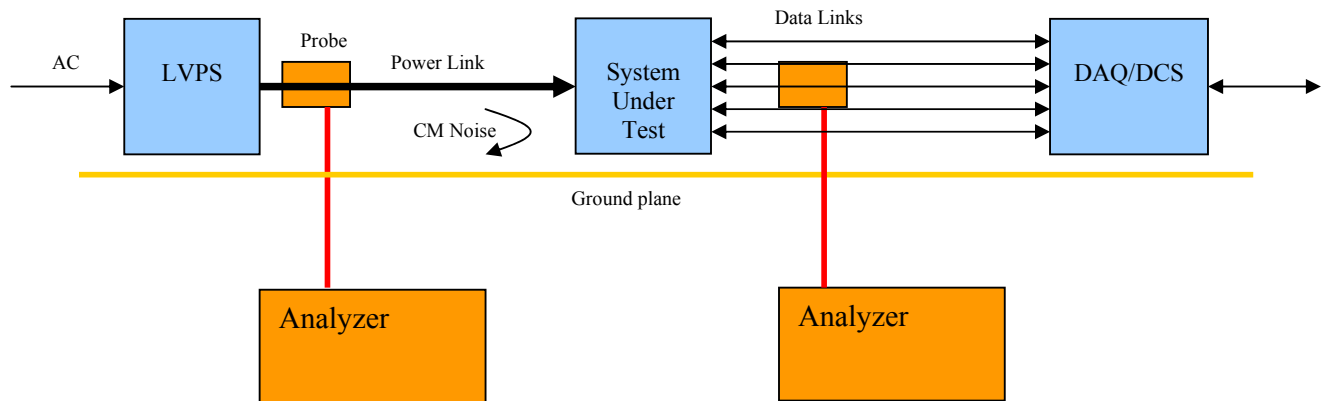 Data Links
Probe
AC
LVPS
Power Link
System
Under
Test
DAQ/DCS
CM Noise
Ground plane
Analyzer
Analyzer